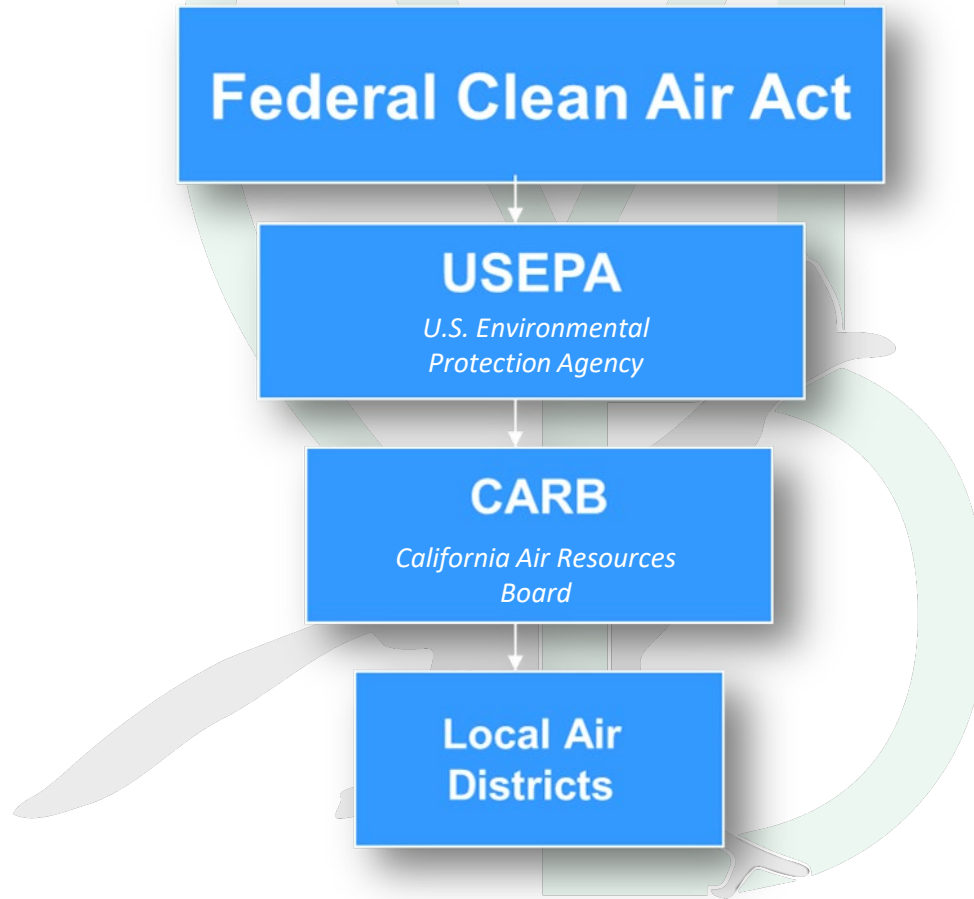 Federal Clean Air Act
USEPA
U.S. Environmental
Protection Agency
CARB
California Air Resources
Board
Local Air
Districts